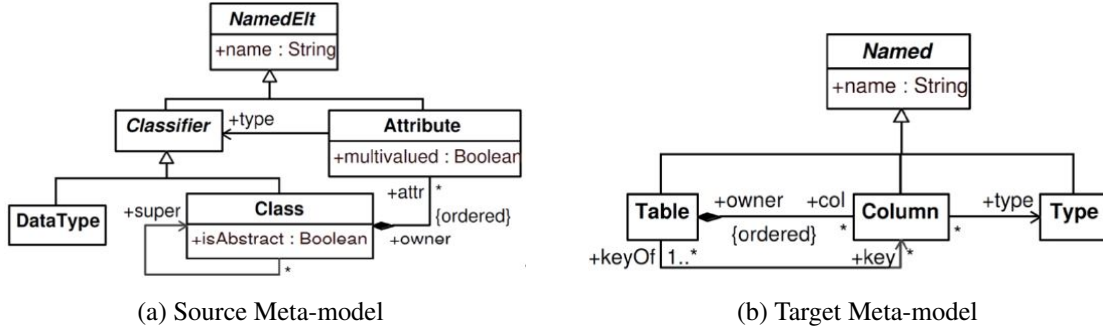 NamedElt
+name : String
Classifier
+type
Attribute
+multivalued : Boolean
+attr *
{ordered}
DataType
+super
Class
+isAbstract : Boolean
+owner
*
(a) Source Meta-model
Named
+name : String
Table
+owner +col
{ordered} *
Column
+type
*
Type
+keyOf 1..* +key *
(b) Target Meta-model